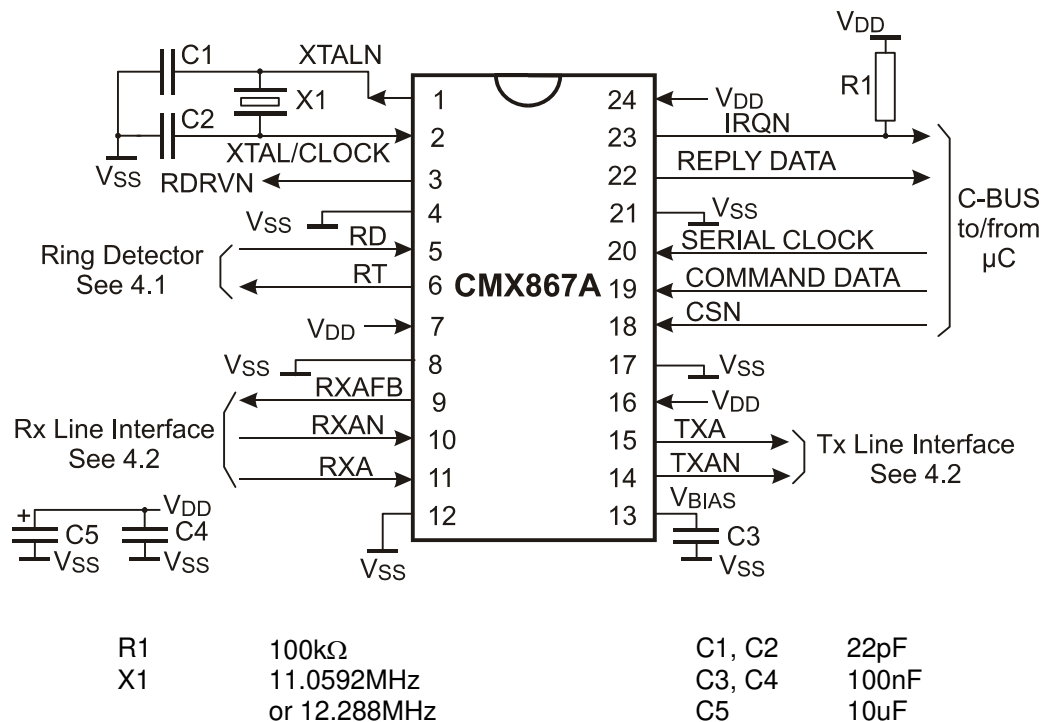 C1
XTALN
X1
C2
XTAL/CLOCK
VSS
RDRVN
VSS
Ring Detector
See 4.1
RD
RT
VDD
VSS
RXAFB
Rx Line Interface
See 4.2
RXAN
RXA
+
VDD
C5
C4
VSS
VSS
VSS
1
2
3
4
5
6
7
8
9
10
11
12
CMX867A
24
23
22
21
20
19
18
17
16
15
14
13
VDD
R1
VDD
IRQN
REPLY DATA
VSS
SERIAL CLOCK
COMMAND DATA
CSN
C-BUS
to/from
µC
VSS
VDD
TXA
TXAN
Tx Line Interface
See 4.2
VBIAS
C3
VSS
R1 100kΩ C1, C2 22pF
X1 11.0592MHz C3, C4 100nF
or 12.288MHz C5 10uF